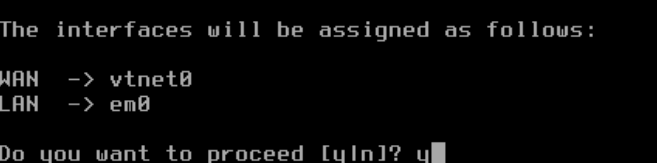 The interfaces will be assigned as follows:
WAN  -> vtnet0
LAN  -> em0
Do you want to proceed [y|n]? y